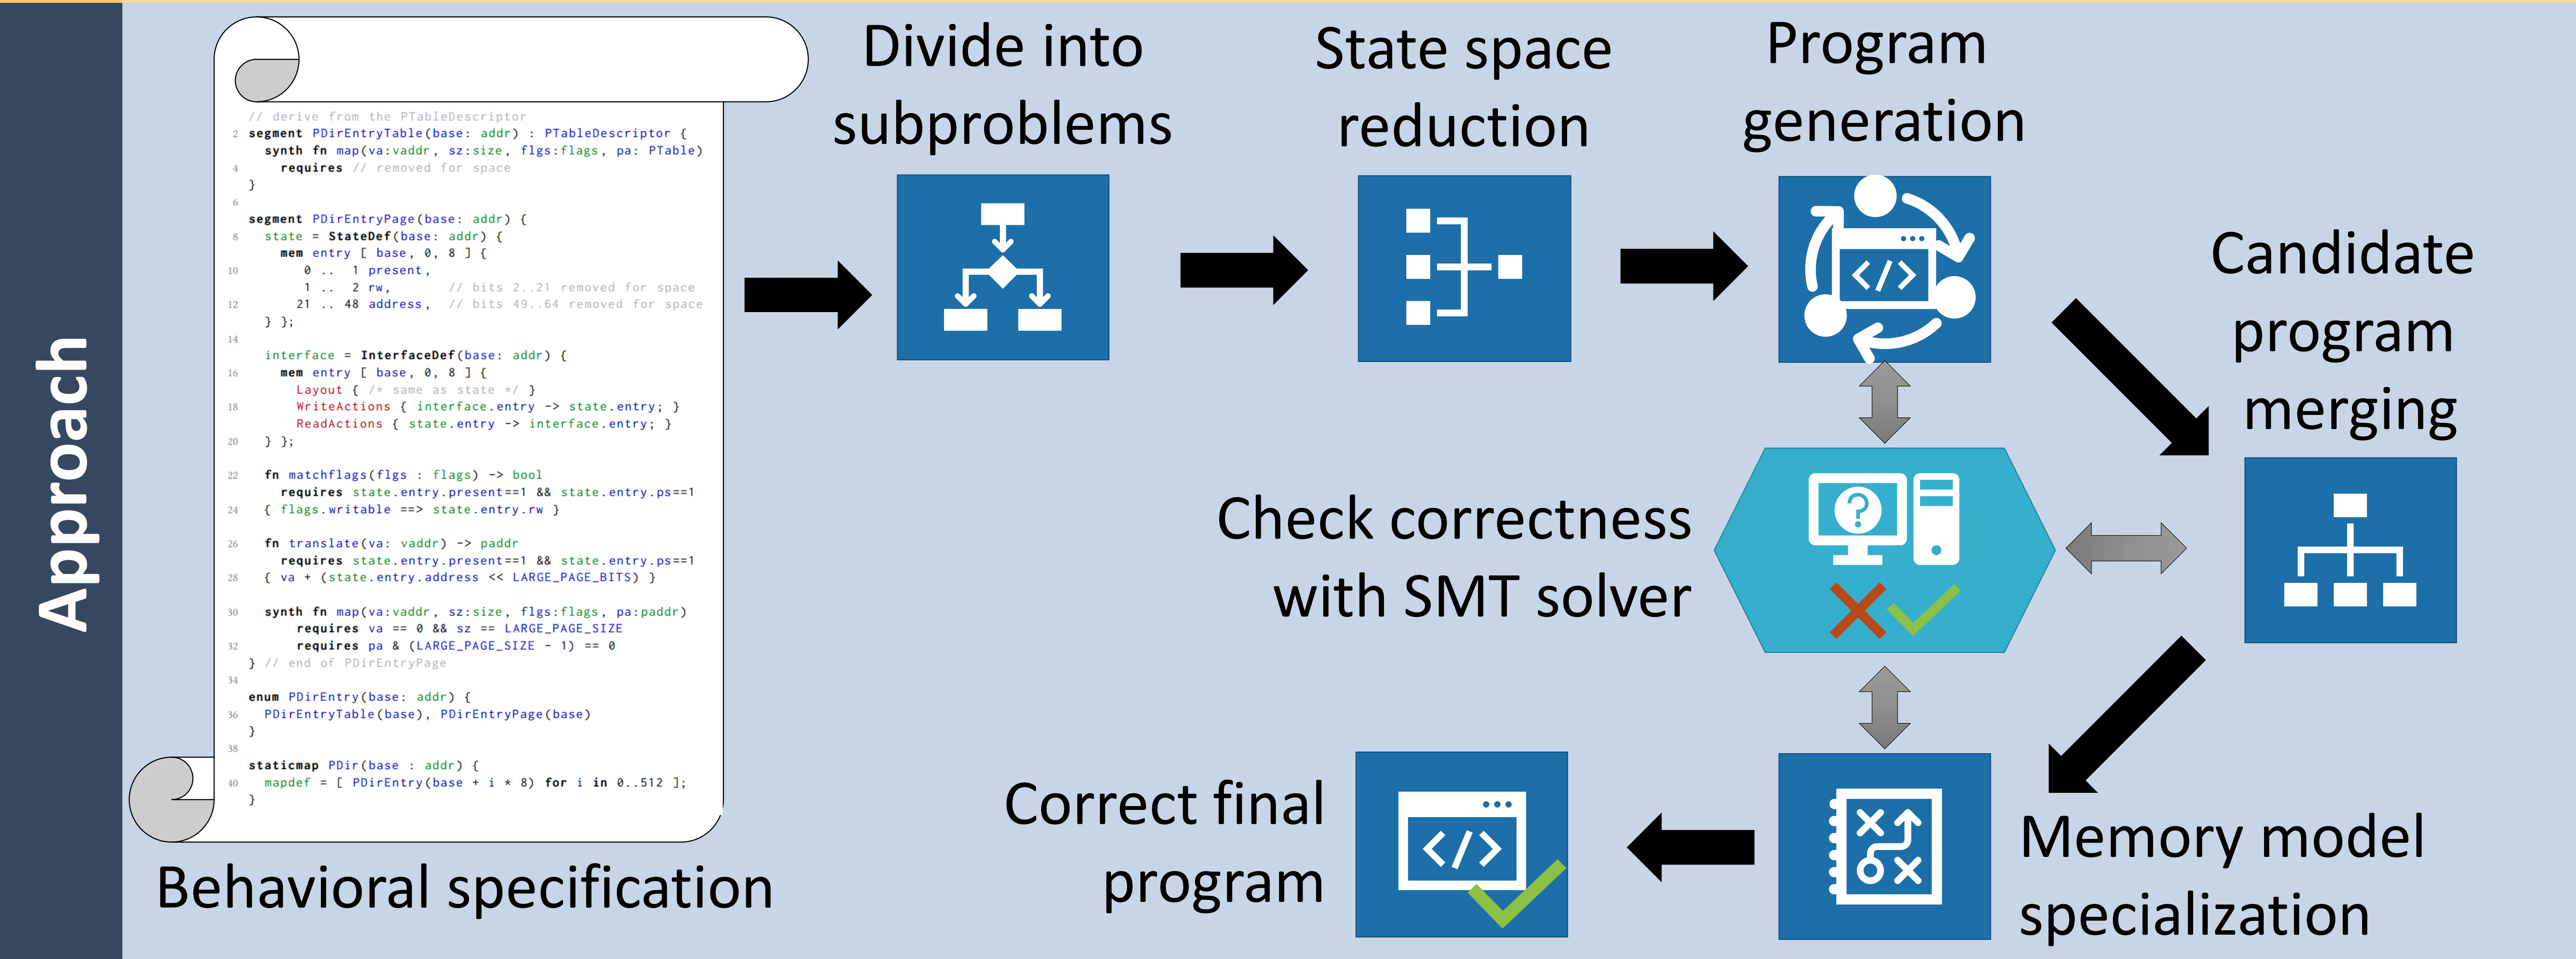 Approach
// derive from the PTableDescriptor
2 segment PDirEntryTable(base: addr) : PTableDescriptor {
synth fn map(va:vaddr, sz:size, flgs:flags, pa: PTable)
4 requires // removed for space
}
6
segment PDirEntryPage(base: addr) {
8 state = StateDef(base: addr) {
mem entry [ base, 0, 8 ] {
10 0 .. 1 present,
1 .. 2 rw, // bits 2..21 removed for space
12 21 .. 48 address, // bits 49..64 removed for space
} };
14
interface = InterfaceDef(base: addr) {
16 mem entry [ base, 0, 8 ] {
Layout { /* same as state */ }
18 WriteActions { interface.entry -> state.entry; }
ReadActions { state.entry -> interface.entry; }
20 } };
22 fn matchflags(flgs : flags) -> bool
requires state.entry.present==1 && state.entry.ps==1
24 { flags.writable ==> state.entry.rw }
26 fn translate(va: vaddr) -> paddr
requires state.entry.present==1 && state.entry.ps==1
28 { va + (state.entry.address << LARGE_PAGE_BITS) }
30 synth fn map(va:vaddr, sz:size, flgs:flags, pa:paddr)
requires va == 0 && sz == LARGE_PAGE_SIZE
32 requires pa & (LARGE_PAGE_SIZE - 1) == 0
} // end of PDirEntryPage
34
enum PDirEntry(base: addr) {
36 PDirEntryTable(base), PDirEntryPage(base)
}
38
staticmap PDir(base : addr) {
40 mapdef = [ PDirEntry(base + i * 8) for i in 0..512 ];
}
Behavioral specification
Divide into
subproblems
State space
reduction
Program
generation
</>
Candidate
program
merging
Check correctness
with SMT solver
?
Memory model
specialization
Correct final
program
</>